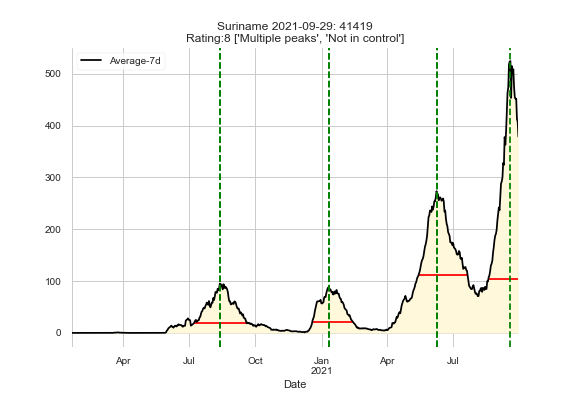 Suriname 2021-09-29: 41419
Rating:8 ['Multiple peaks', 'Not in control']
Average-7d
500
400
300
200
100
0
Apr Jul Oct Jan Apr Jul
2021
Date